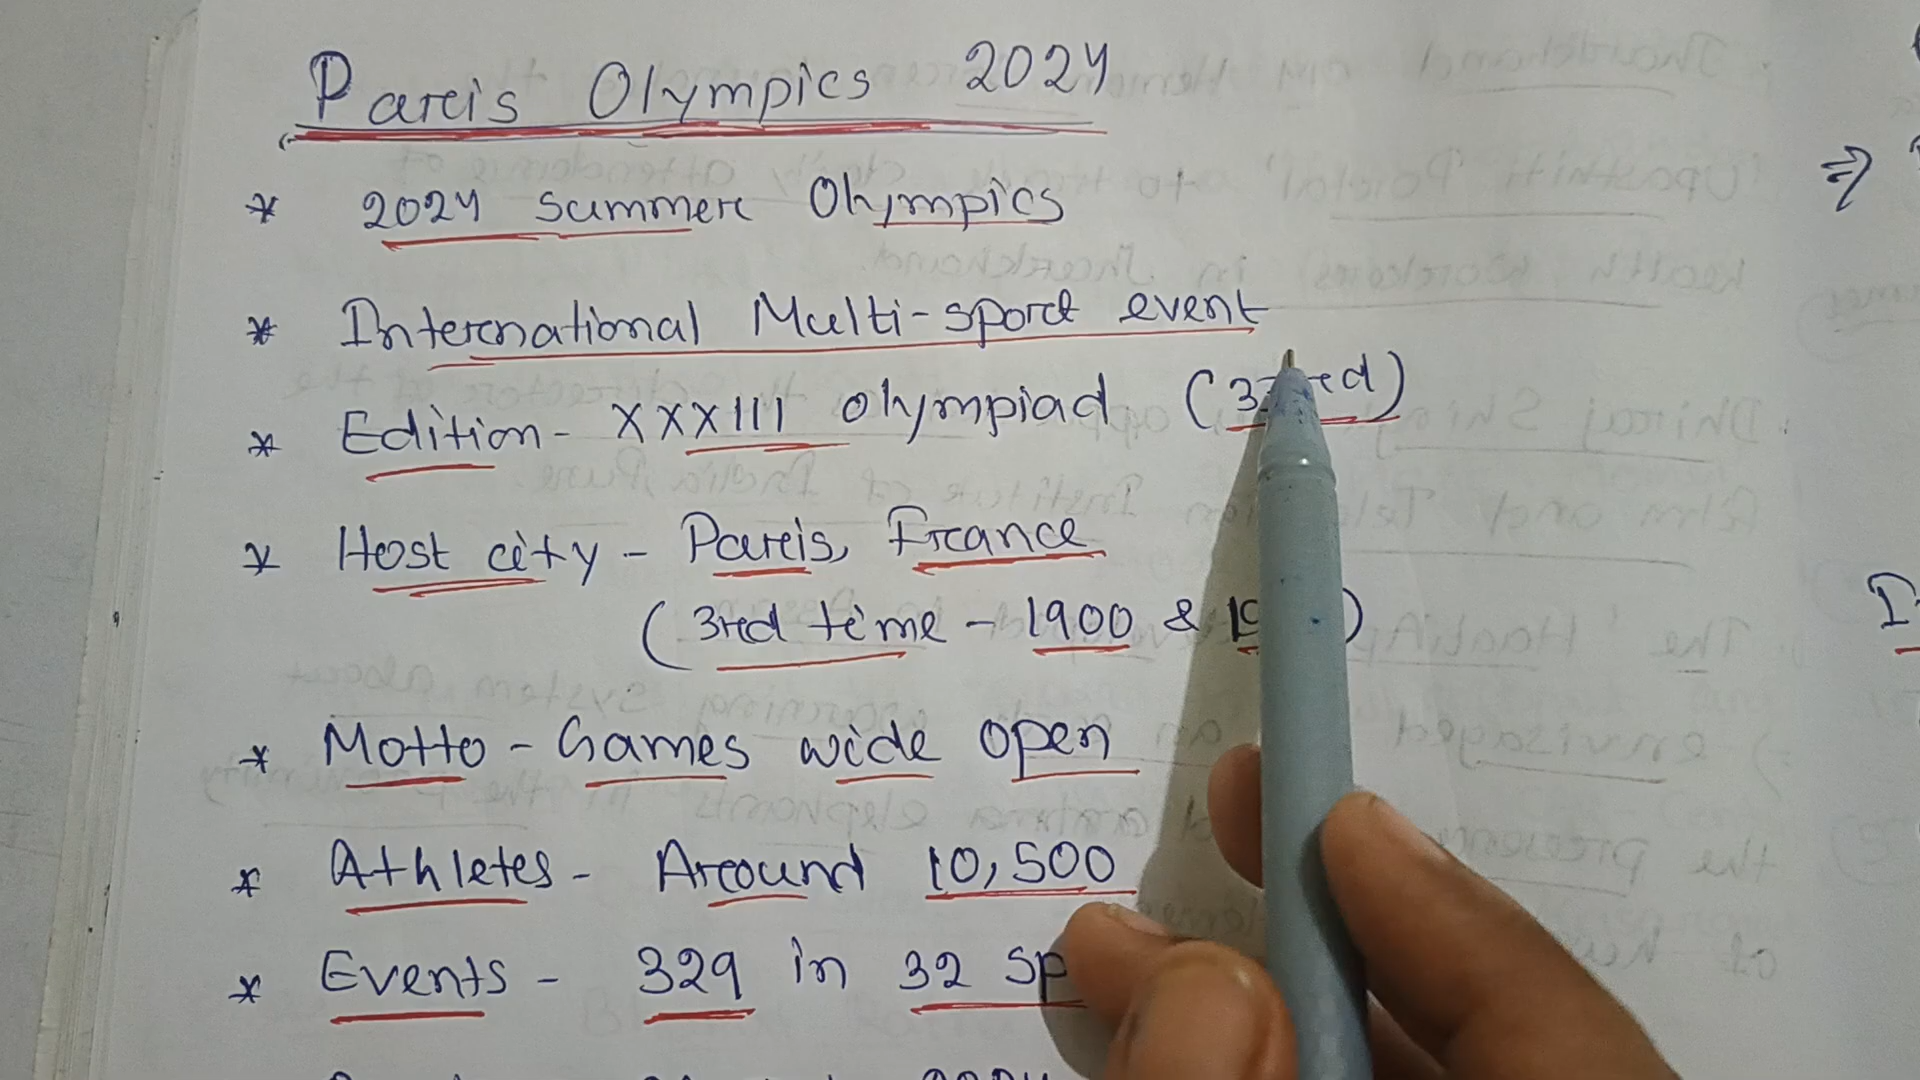 Paris Olympics 2024
* 2024 Summer Olympics
* International Multi-sport event
* Edition - XXXIII Olympiad (3
* Host city - Paris, France
(3rd time - 1900 &
* Motto - Games wide open
* Athletes - Around 10,500
* Events - 329 in 32